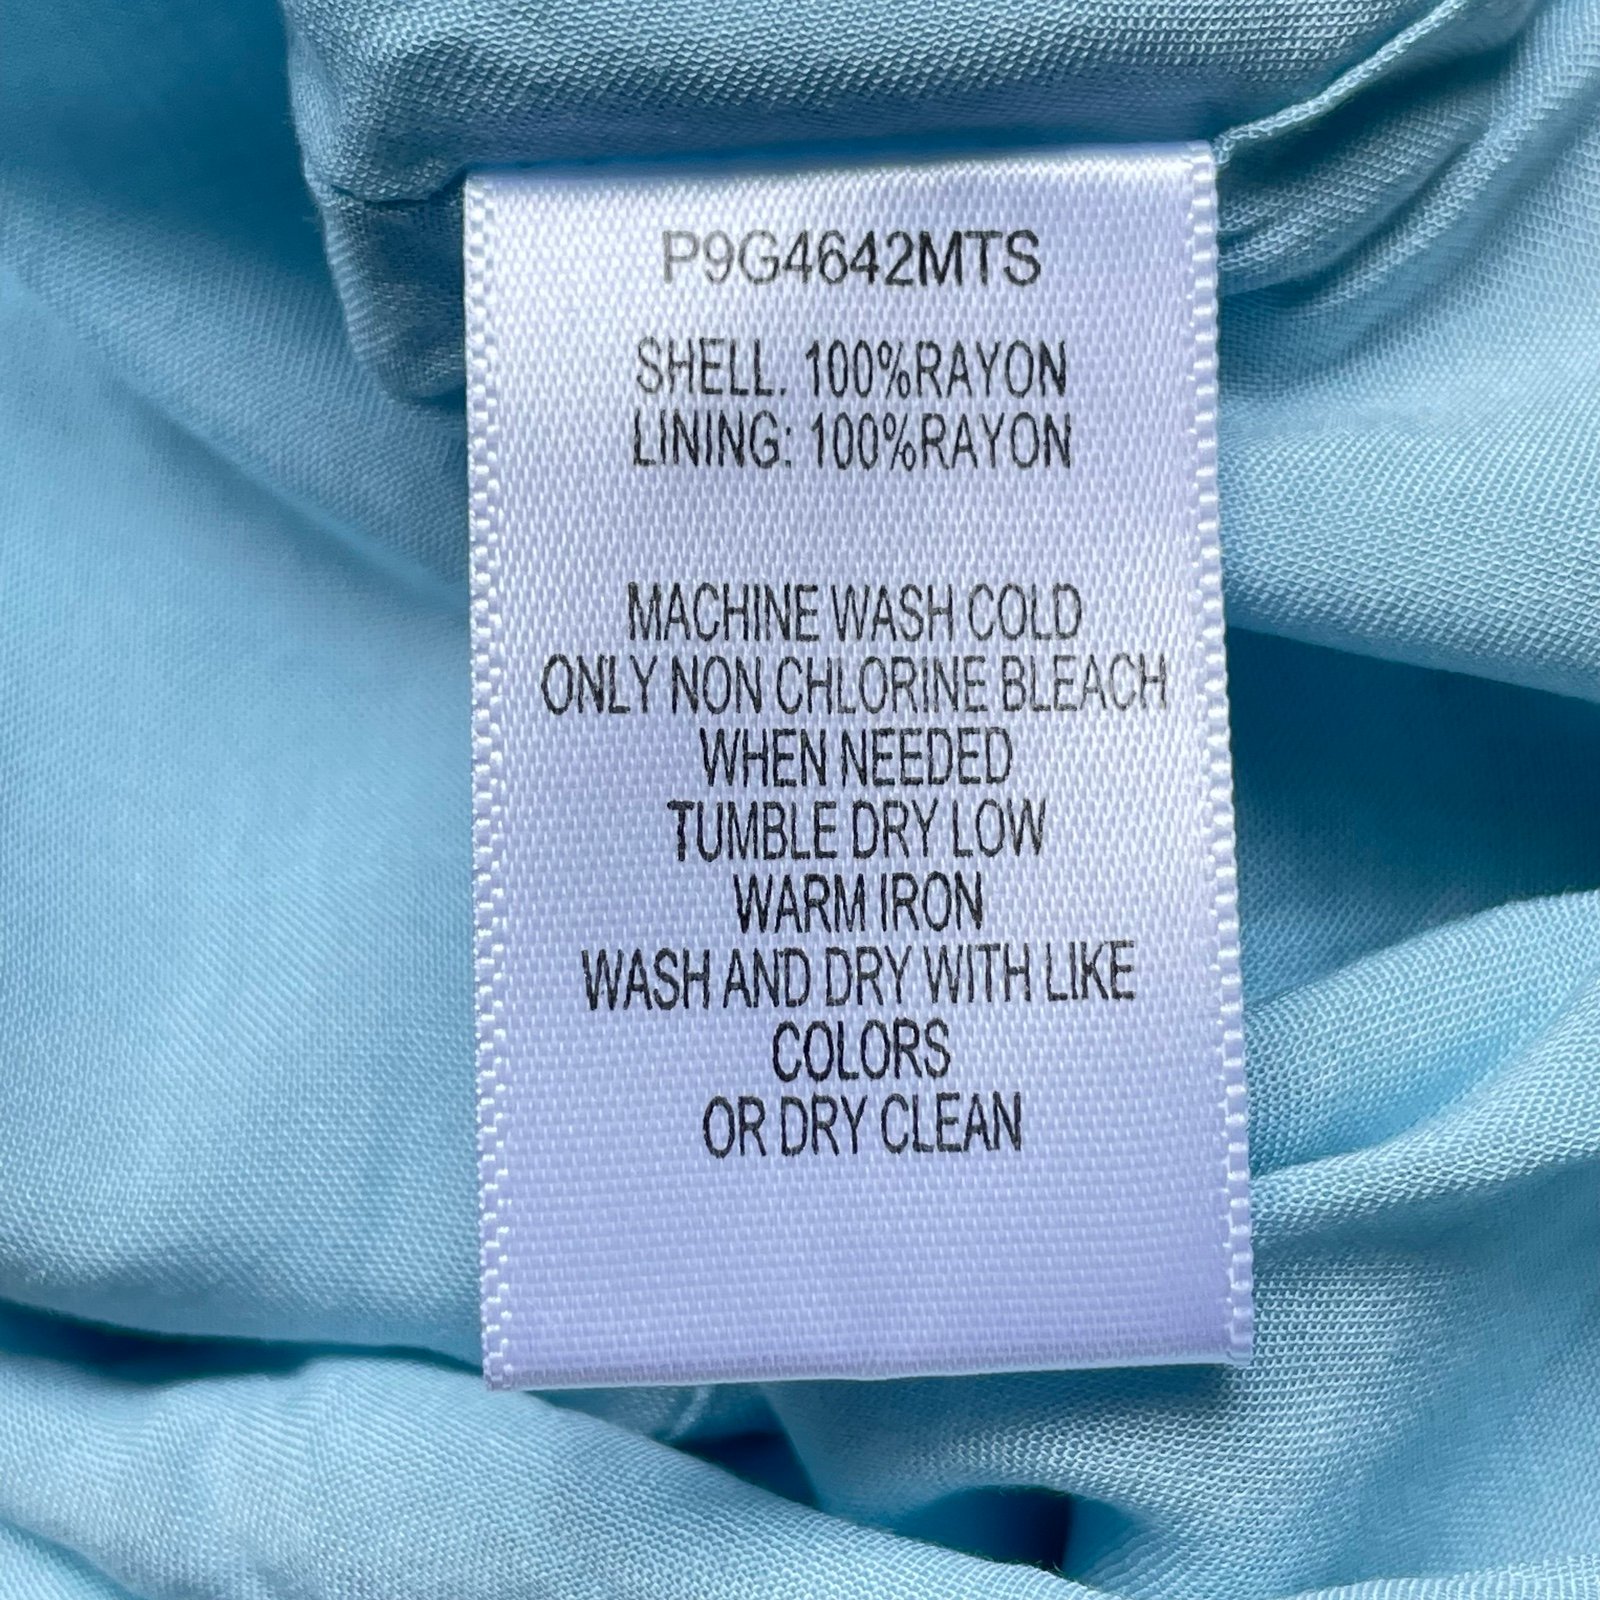 P9G4642MTS
SHELL: 100%RAYON
LINING: 100%RAYON
MACHINE WASH COLD
ONLY NON CHLORINE BLEACH
WHEN NEEDED
TUMBLE DRY LOW
WARM IRON
WASH AND DRY WITH LIKE
COLORS
OR DRY CLEAN